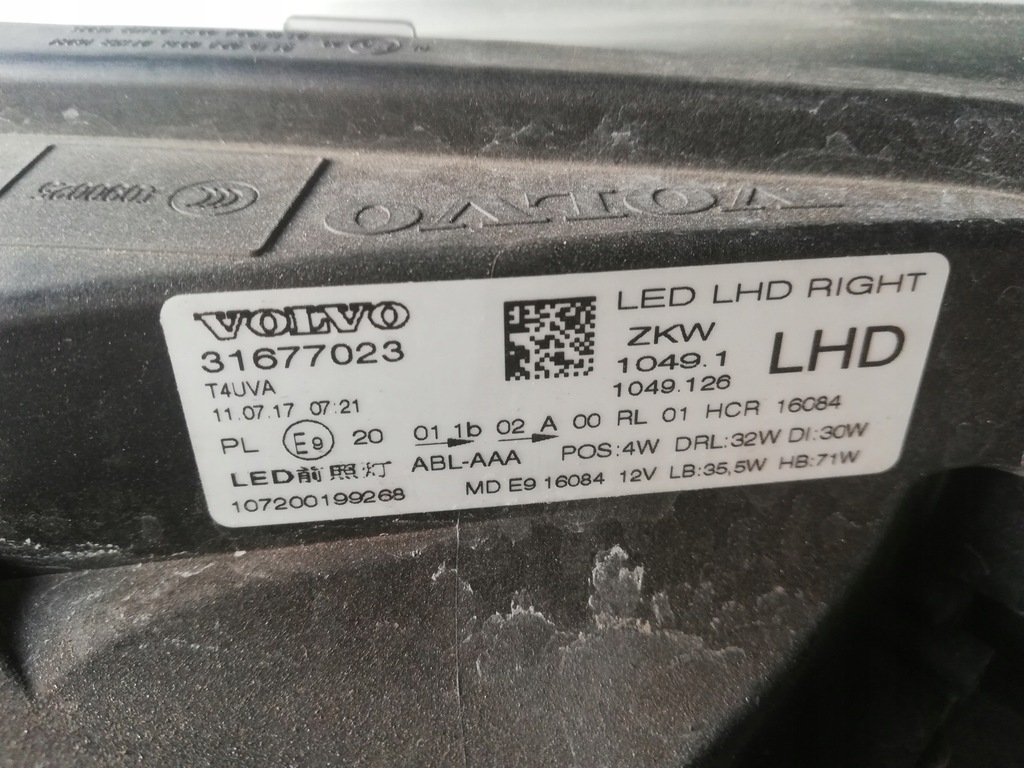 03090025
VOLVO
VOLVO
LED LHD RIGHT
31677023
ZKW
LHD
T4UVA
1049.1
11.07.17 07:21
1049.126
PL E9 20 01 1b 02 A 00 RL 01 HCR 16084
LED前照灯 ABL-AAA POS:4W DRL:32W DI:30W
107200199268 MD E9 16084 12V LB:35,5W HB:71W